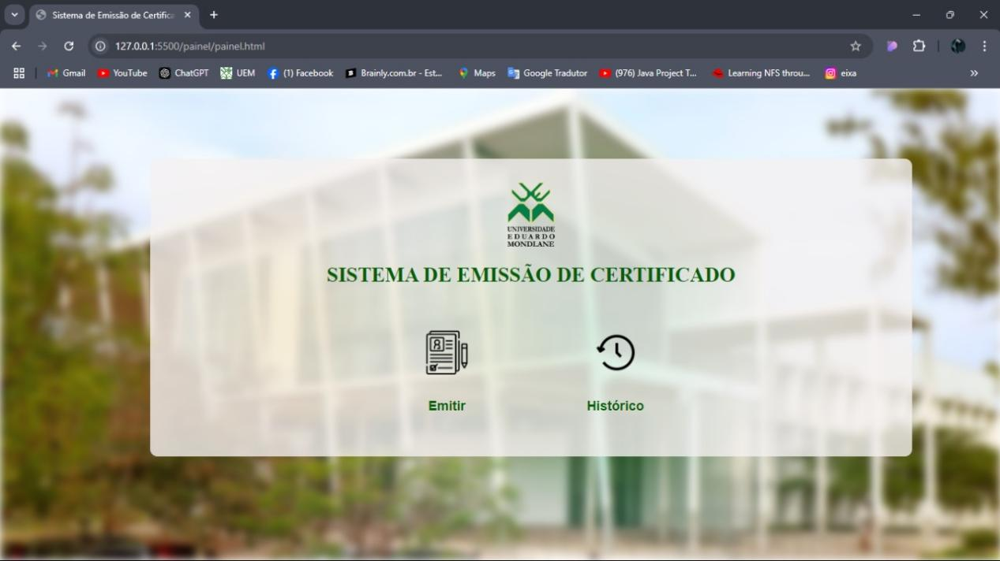 Sistema de Emissão de Certifica
127.0.0.1:5500/painel/painel.html
Gmail
YouTube
ChatGPT
UEM
(1) Facebook
Brainly.com.br - Est...
Maps
Google Tradutor
(976) Java Project T...
Learning NFS throu...
eixa
UNIVERSIDADE
EDUARDO
MONDLANE
SISTEMA DE EMISSÃO DE CERTIFICADO
Emitir
Histórico